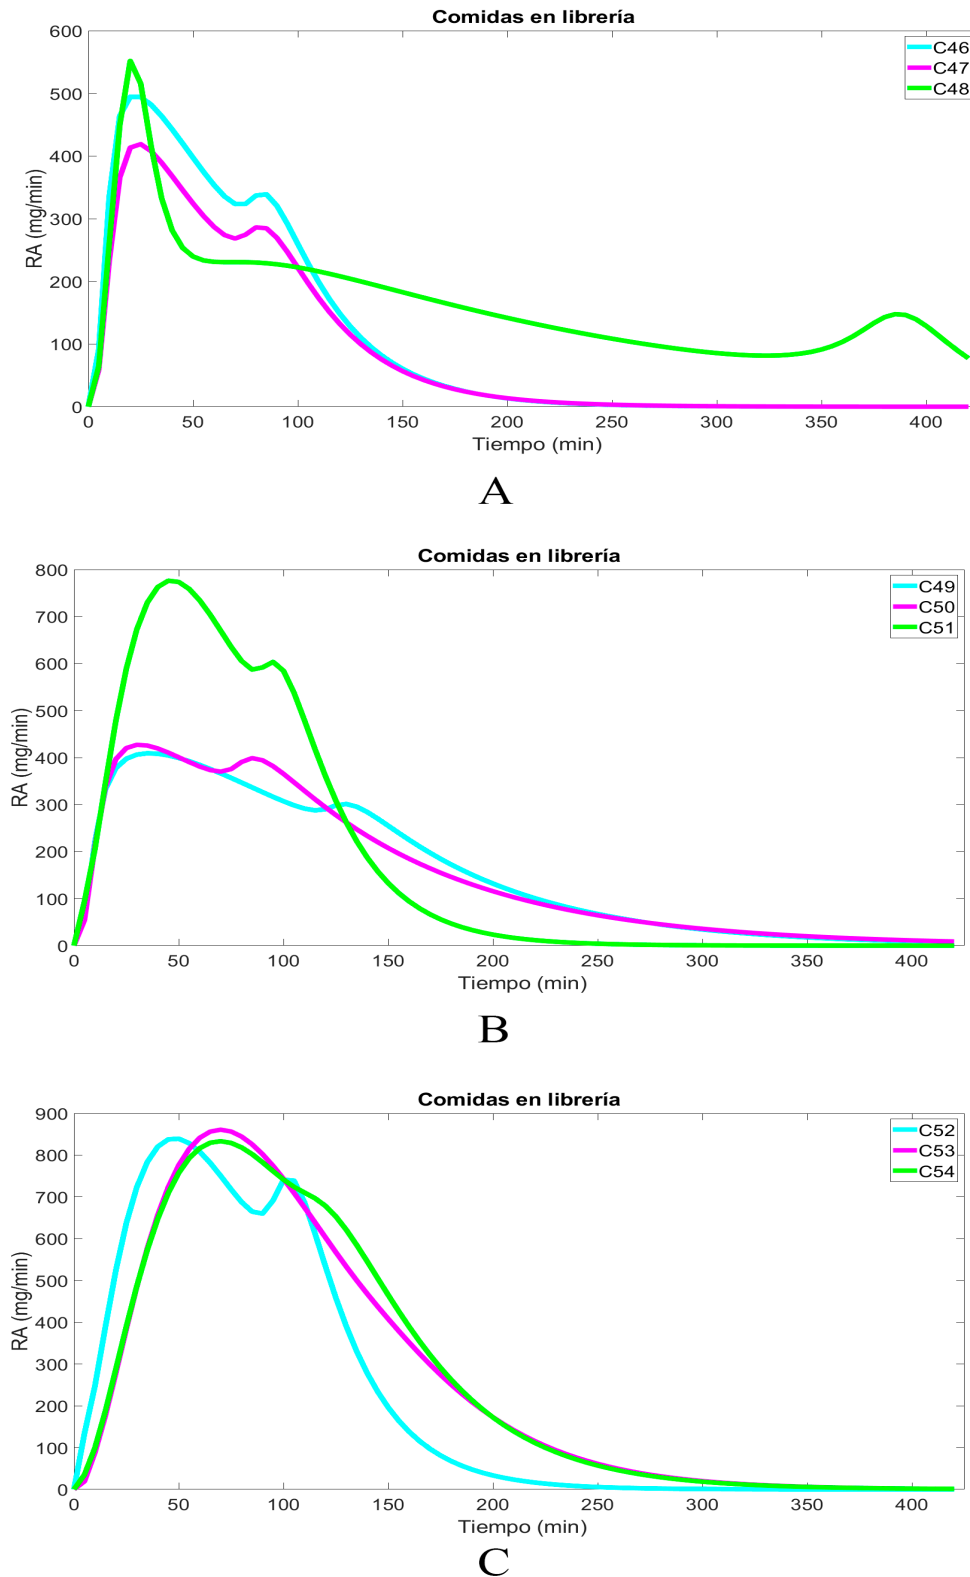 Comidas en librería
600
500
400
300
200
100
0
RA (mg/min)
C46
C47
C48
0 50 100 150 200 250 300 350 400
Tiempo (min)
A
Comidas en librería
800
700
600
500
400
300
200
100
0
RA (mg/min)
C49
C50
C51
0 50 100 150 200 250 300 350 400
Tiempo (min)
B
Comidas en librería
900
800
700
600
500
400
300
200
100
0
RA (mg/min)
C52
C53
C54
0 50 100 150 200 250 300 350 400
Tiempo (min)
C